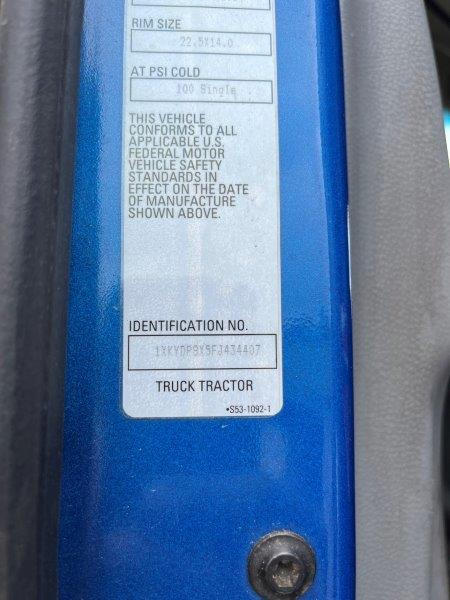 RIM SIZE
22.5X14.0
AT PSI COLD
100 Single
THIS VEHICLE
CONFORMS TO ALL
APPLICABLE U.S.
FEDERAL MOTOR
VEHICLE SAFETY
STANDARDS IN
EFFECT ON THE DATE
OF MANUFACTURE
SHOWN ABOVE.
IDENTIFICATION NO.
1XKYDP9X5FJ434407
TRUCK TRACTOR
•S53-1092-1